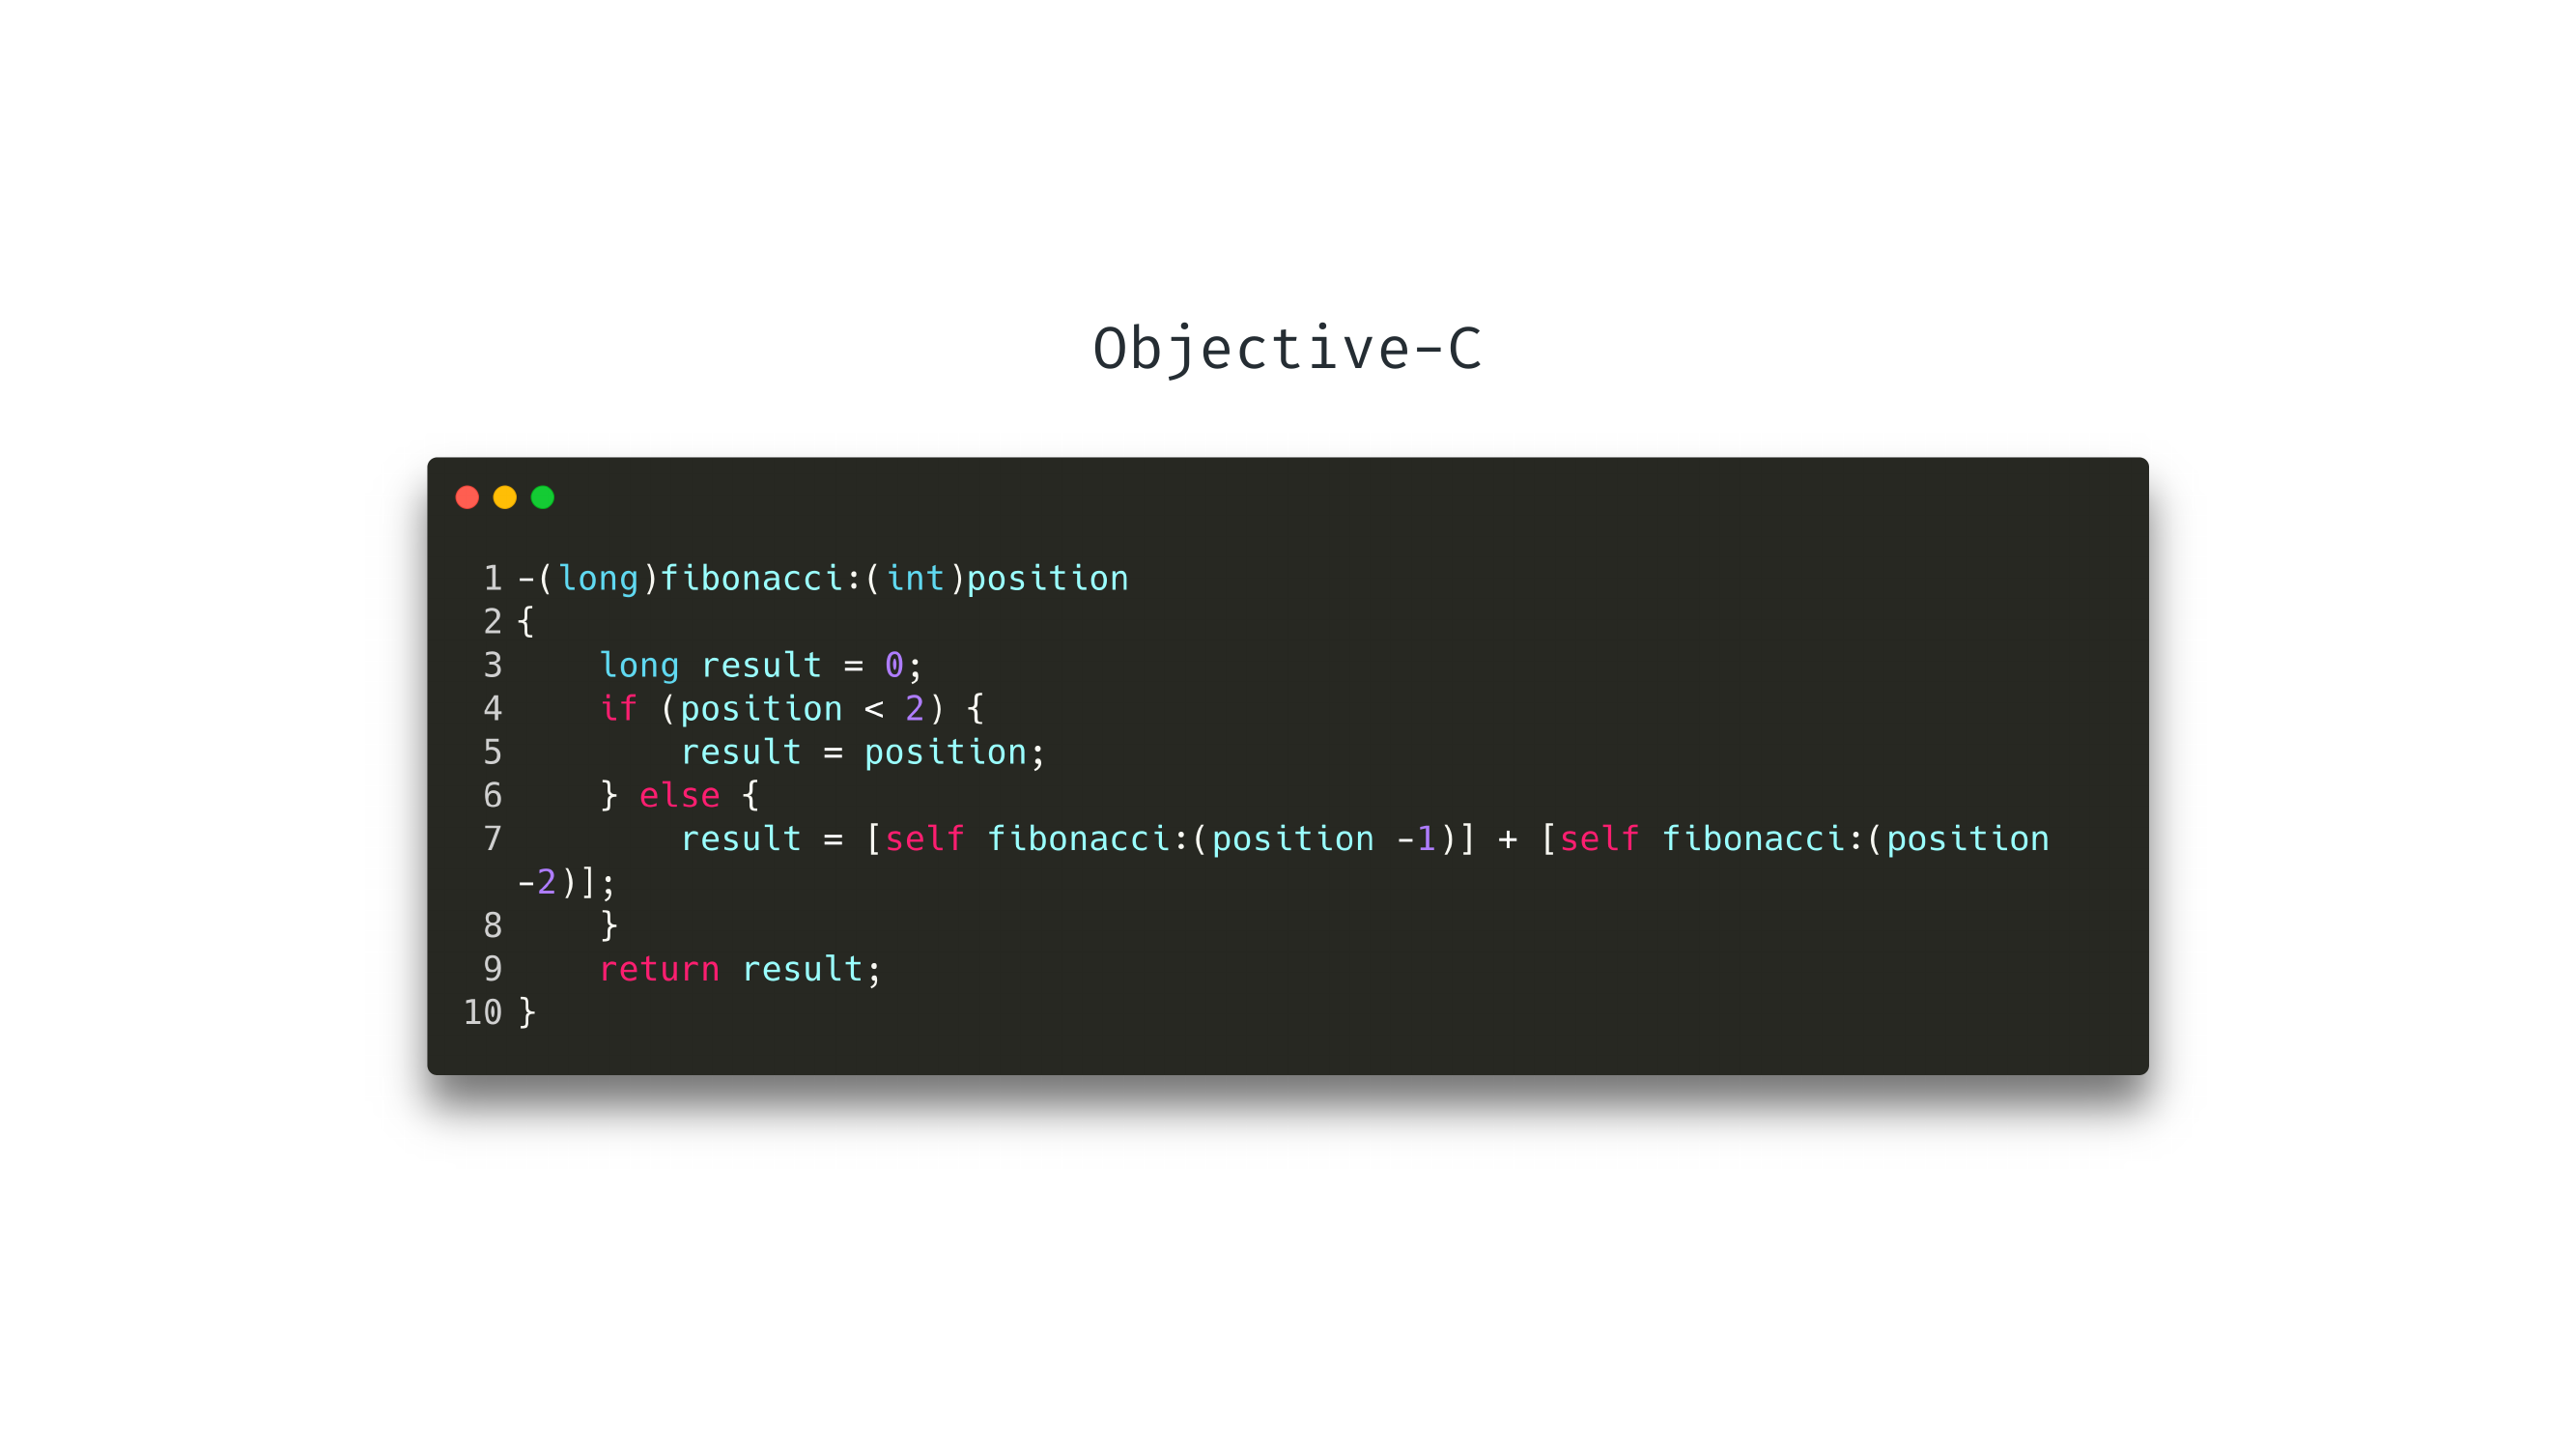 Objective-C
1 -(long)fibonacci:(int)position
2 {
3     long result = 0;
4     if (position < 2) {
5         result = position;
6     } else {
7         result = [self fibonacci:(position -1)] + [self fibonacci:(position
-2)];
8     }
9     return result;
10 }